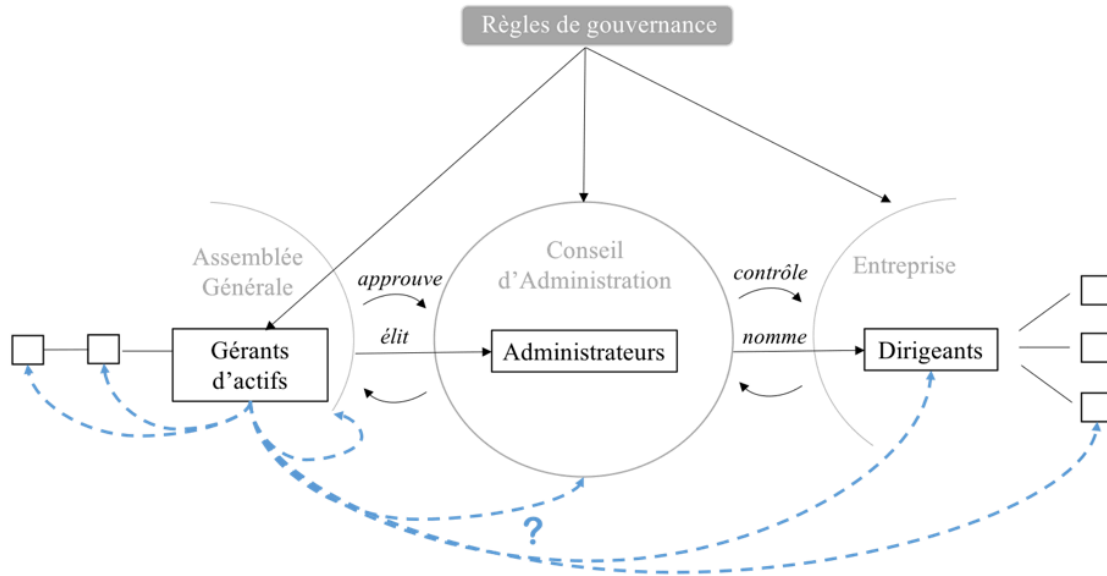 Règles de gouvernance
Assemblée
Générale
approuve
Conseil
d'Administration
contrôle
Entreprise
élit
nomme
Gérants
d'actifs
Administrateurs
Dirigeants
?